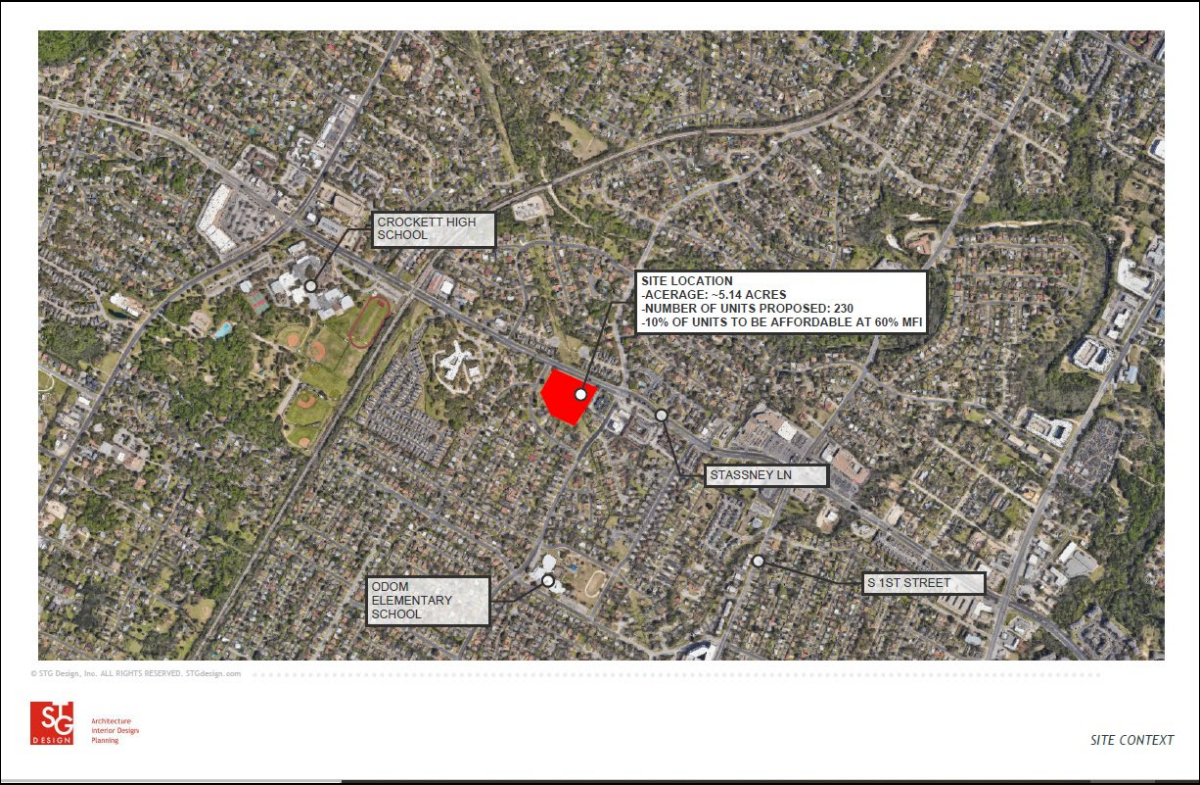 CROCKETT HIGH
SCHOOL
SITE LOCATION
-ACERAGE: ~5.14 ACRES
-NUMBER OF UNITS PROPOSED: 230
-10% OF UNITS TO BE AFFORDABLE AT 60% MFI
STASSNEY LN
ODOM
ELEMENTARY
SCHOOL
S 1ST STREET
© STG Design, Inc. ALL RIGHTS RESERVED. STGdesign.com
STG
DESIGN
Architecture
Interior Design
Planning
SITE CONTEXT